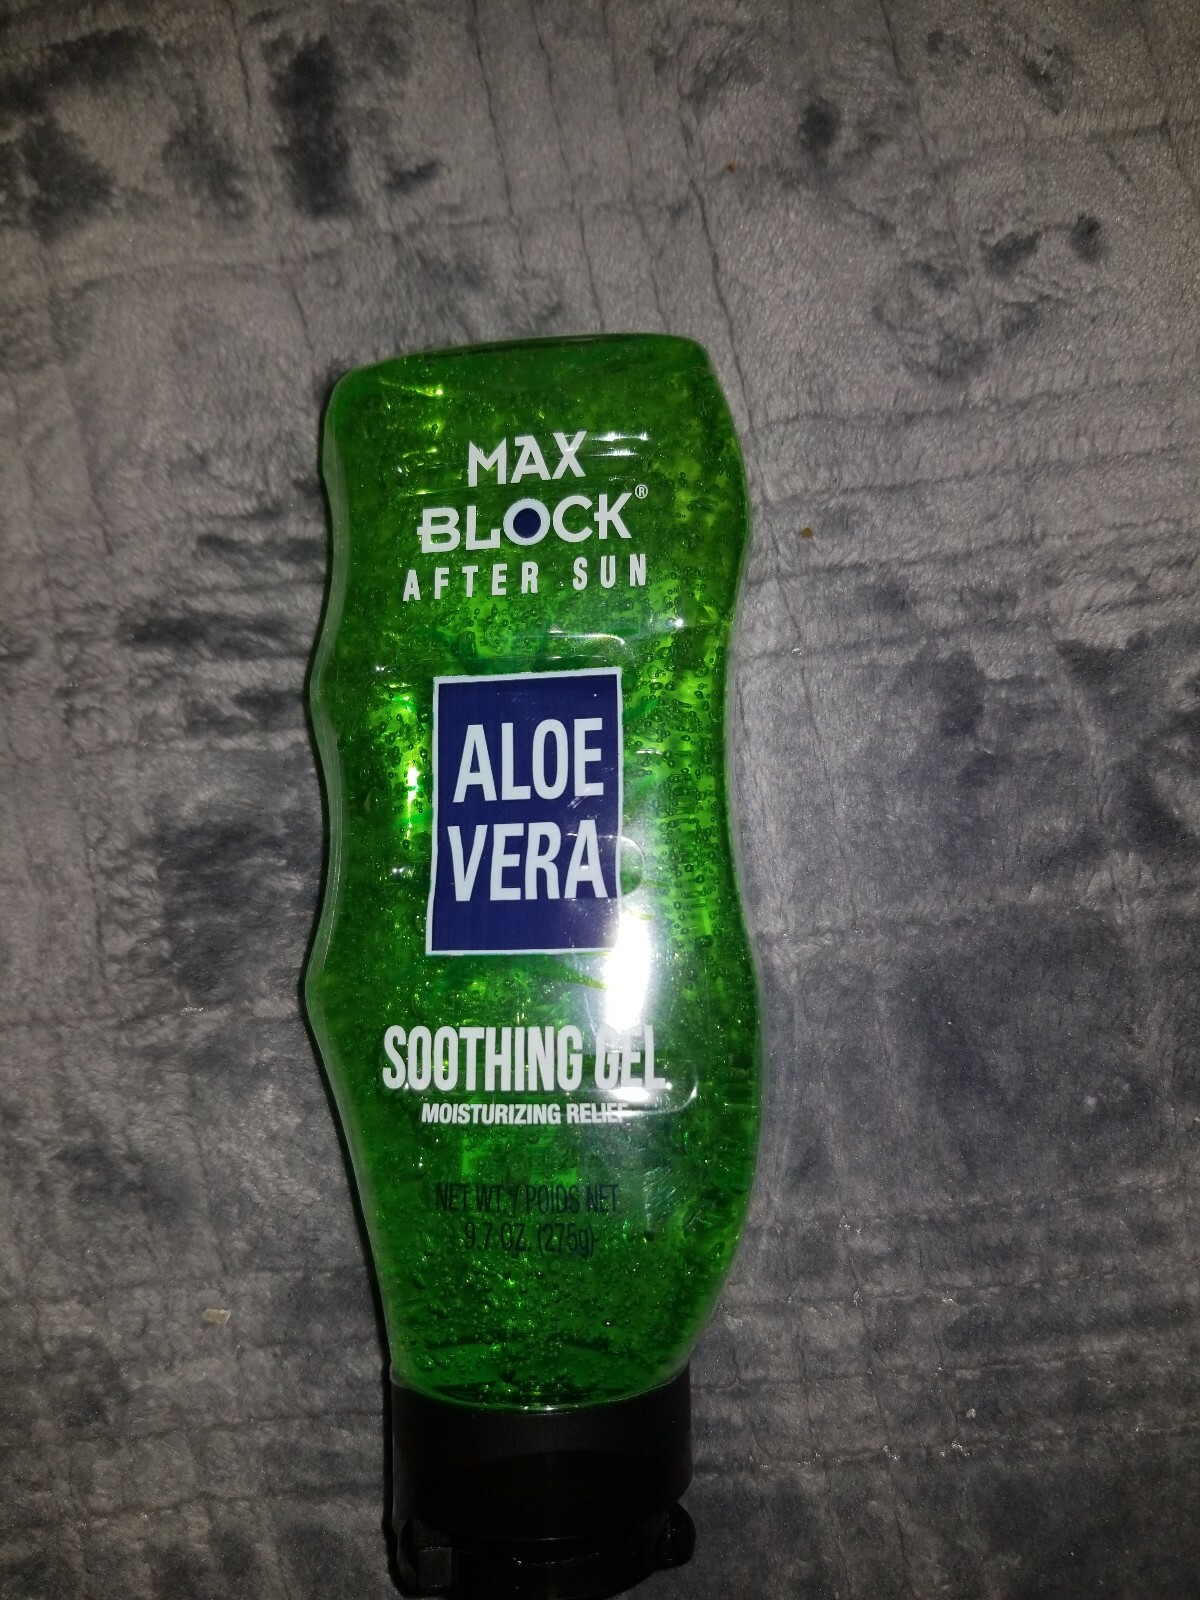 MAX
BLOCK®
AFTER SUN
ALOE
VERA
SOOTHING GEL
MOISTURIZING RELIEF
NET WT. / POIDS NET
9.7 OZ. (275g)